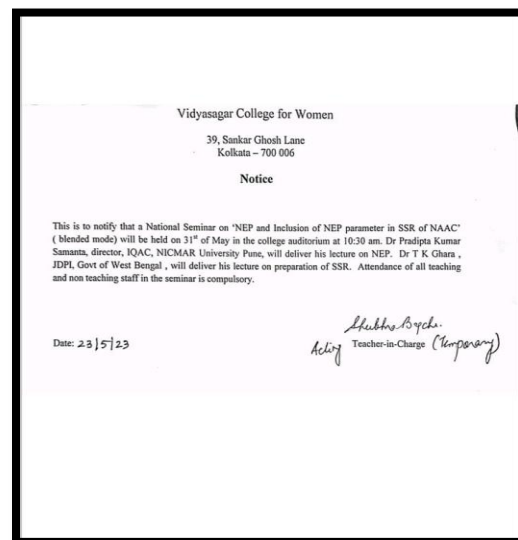 Vidyasagar College for Women
39, Sankar Ghosh Lane
Kolkata – 700 006
Notice
This is to notify that a National Seminar on ‘NEP and Inclusion of NEP parameter in SSR of NAAC’
( blended mode) will be held on 31st of May in the college auditorium at 10:30 am. Dr Pradipta Kumar
Samanta, director, IQAC, NICMAR University Pune, will deliver his lecture on NEP. Dr T K Ghara ,
JDPI, Govt of West Bengal , will deliver his lecture on preparation of SSR. Attendance of all teaching
and non teaching staff in the seminar is compulsory.
Date: 23|5|23
Acting Teacher-in-Charge (Temporary)